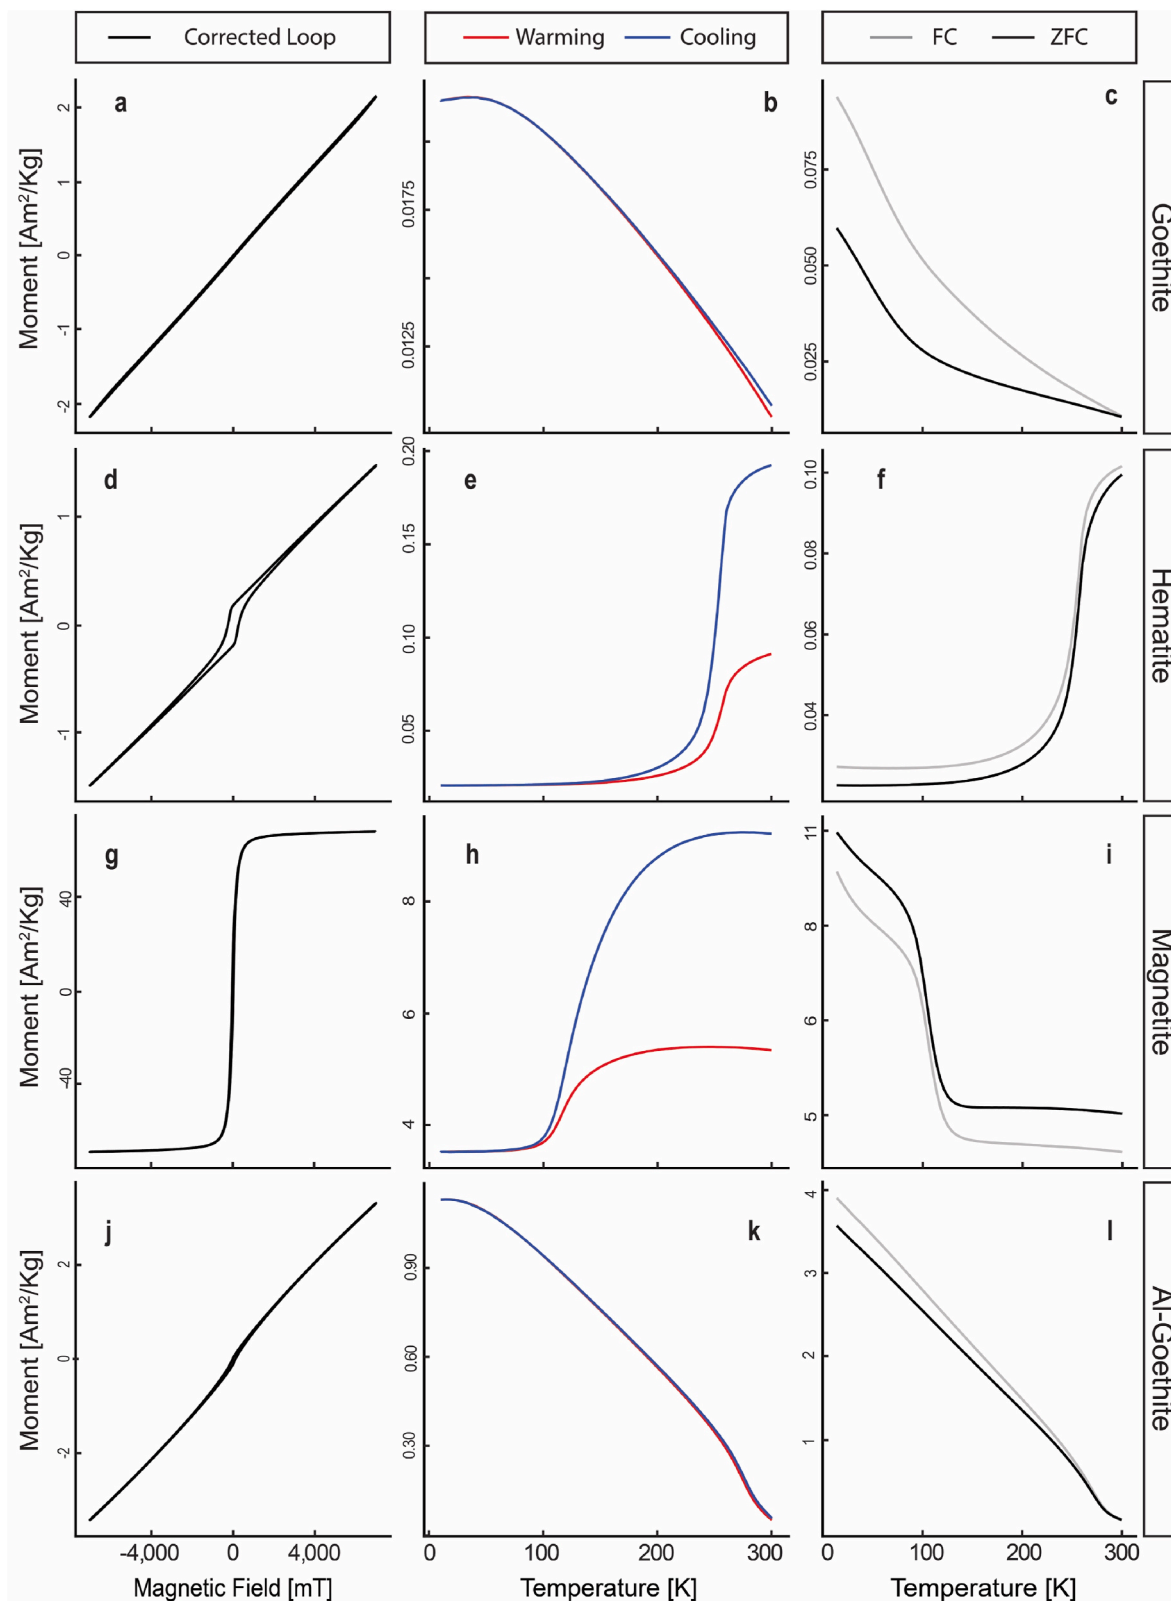 Corrected Loop
Warming Cooling
FC ZFC
a
Moment [Am²/Kg]
2
1
0
-1
-2
b
0.0175
0.0125
c
0.075
0.050
0.025
Goethite
d
Moment [Am²/Kg]
1
0
-1
e
0.20
0.15
0.10
0.05
f
0.10
0.08
0.06
0.04
Hematite
g
Moment [Am²/Kg]
40
0
-40
h
8
6
4
i
11
8
6
5
Magnetite
j
Moment [Am²/Kg]
2
0
-2
k
0.90
0.60
0.30
l
4
3
2
1
Al-Goethite
-4,000 0 4,000
Magnetic Field [mT]
0 100 200 300
Temperature [K]
0 100 200 300
Temperature [K]